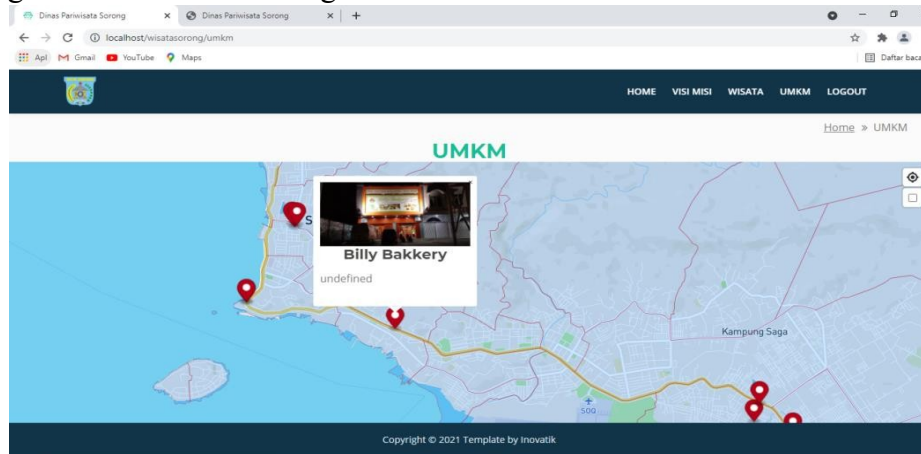 Dinas Pariwisata Sorong
Dinas Pariwisata Sorong
localhost/wisatasorong/umkm
Apl Gmail YouTube Maps Daftar baca
HOME VISI MISI WISATA UMKM LOGOUT
Home » UMKM
UMKM
S
Billy Bakkery
undefined
Kampung Saga
SOQ
Copyright © 2021 Template by Inovatik